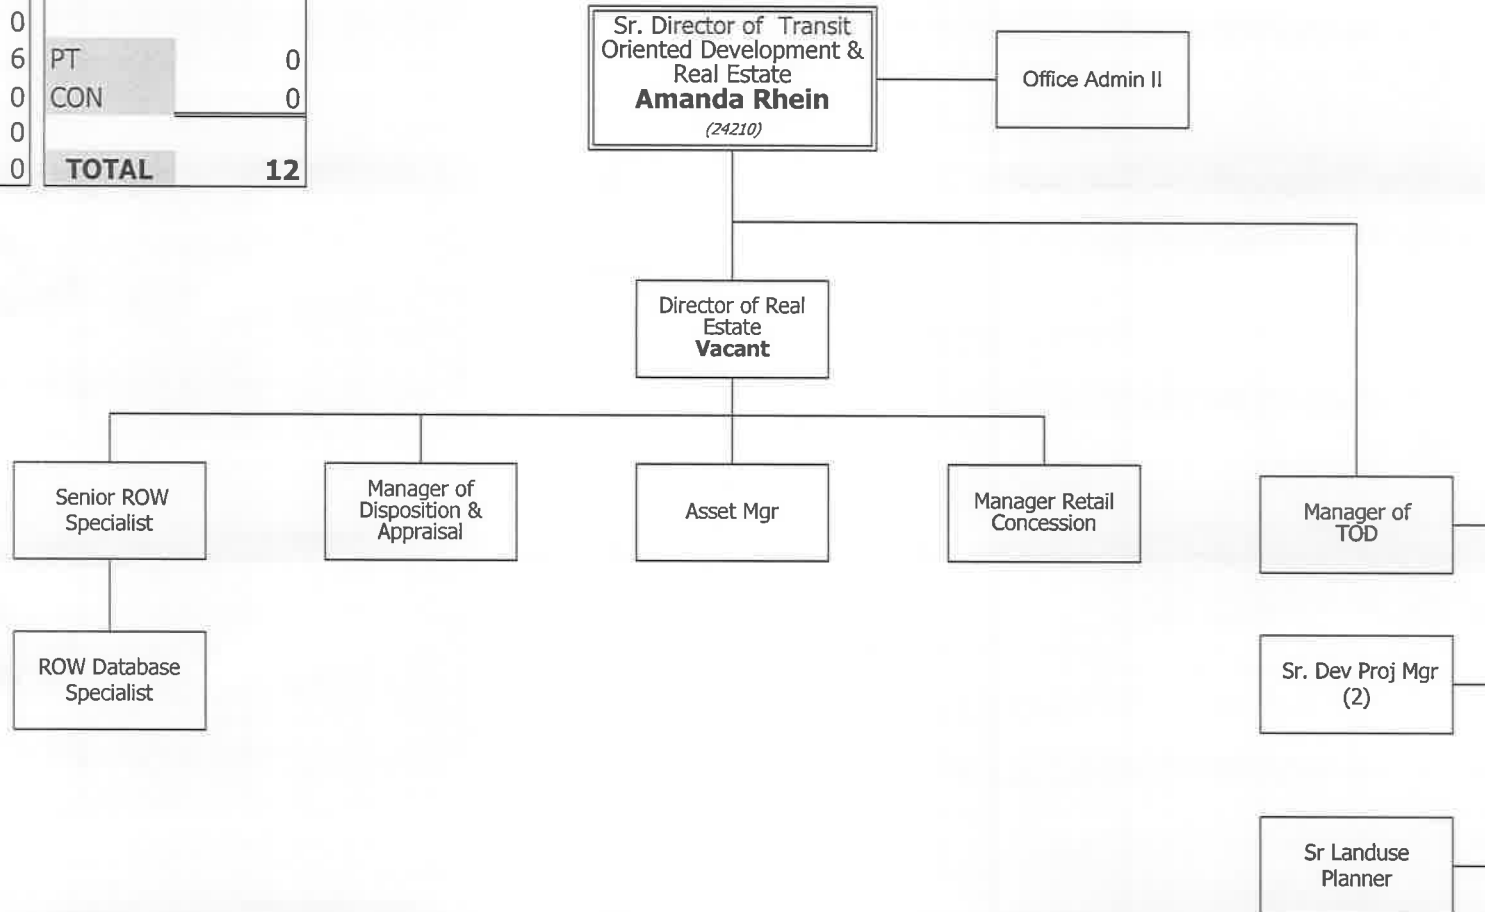 0
6 PT 0
0 CON 0
0
0 TOTAL 12
Sr. Director of Transit
Oriented Development &
Real Estate
Amanda Rhein
(24210)
Office Admin II
Director of Real
Estate
Vacant
Senior ROW
Specialist
Manager of
Disposition &
Appraisal
Asset Mgr
Manager Retail
Concession
Manager of
TOD
ROW Database
Specialist
Sr. Dev Proj Mgr
(2)
Sr Landuse
Planner